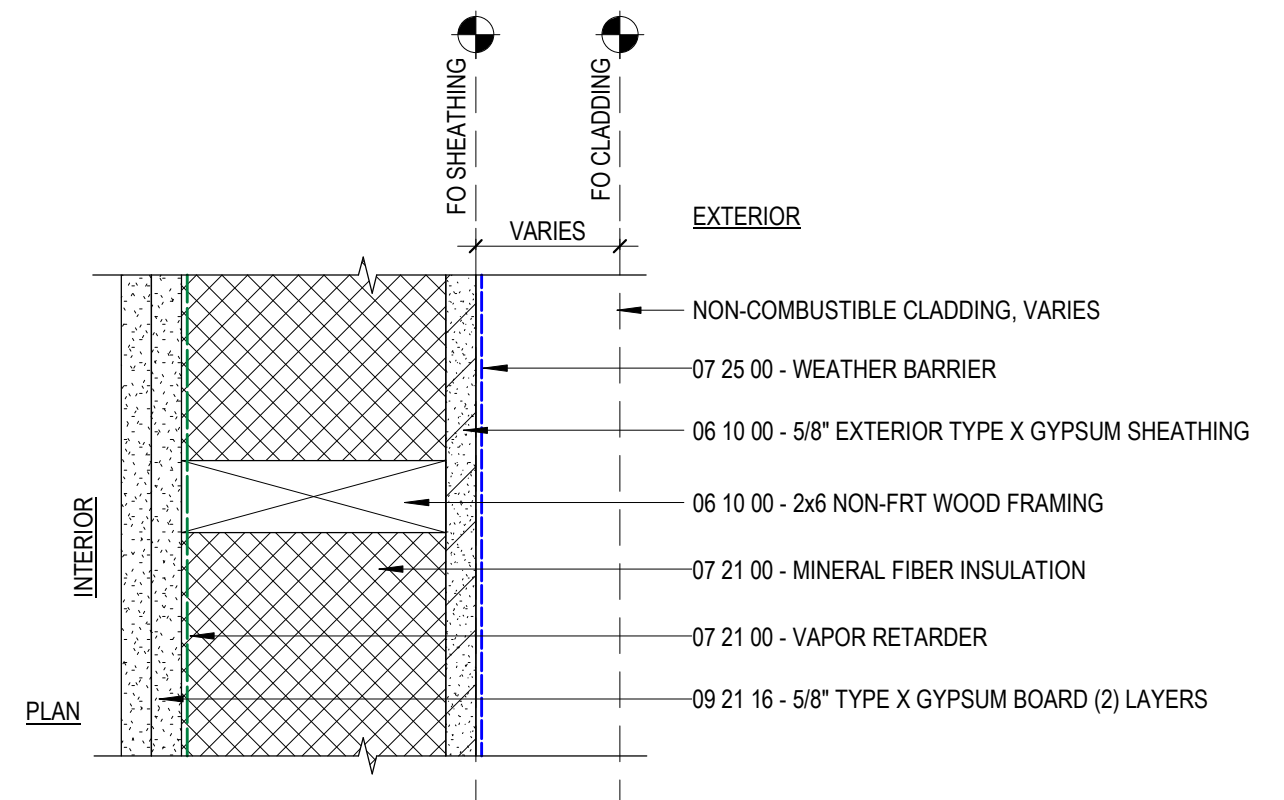 FO SHEATHING
FO CLADDING
EXTERIOR
VARIES
NON-COMBUSTIBLE CLADDING, VARIES
07 25 00 - WEATHER BARRIER
06 10 00 - 5/8" EXTERIOR TYPE X GYPSUM SHEATHING
06 10 00 - 2x6 NON-FRT WOOD FRAMING
INTERIOR
07 21 00 - MINERAL FIBER INSULATION
07 21 00 - VAPOR RETARDER
09 21 16 - 5/8" TYPE X GYPSUM BOARD (2) LAYERS
PLAN